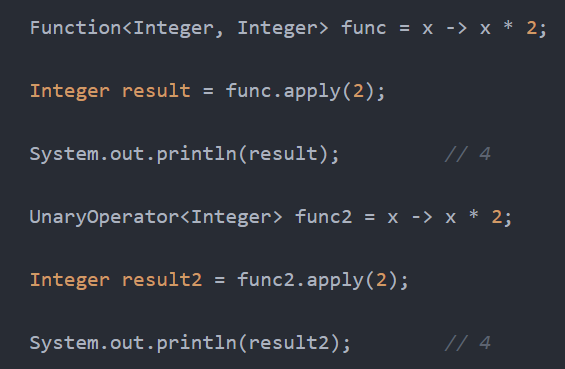 Function<Integer, Integer> func = x -> x * 2;
Integer result = func.apply(2);
System.out.println(result);         // 4
UnaryOperator<Integer> func2 = x -> x * 2;
Integer result2 = func2.apply(2);
System.out.println(result2);        // 4